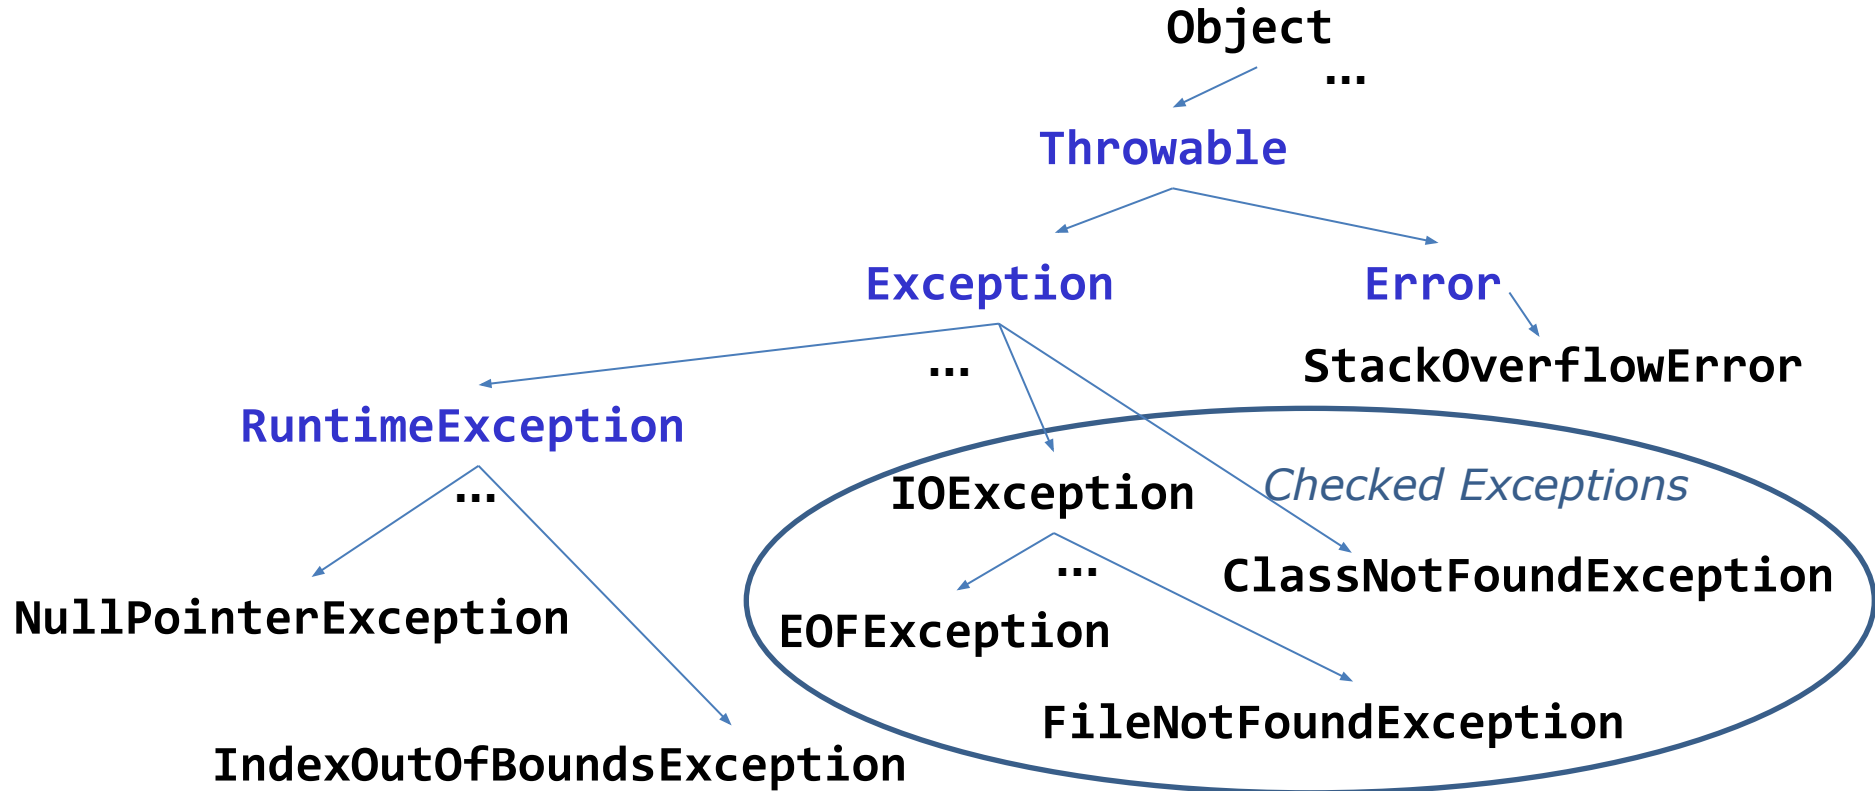 Object
...
Throwable
Exception
Error
...
StackOverflowError
RuntimeException
...
IOException
Checked Exceptions
...
ClassNotFoundException
NullPointerException
EOFException
FileNotFoundException
IndexOutOfBoundsException